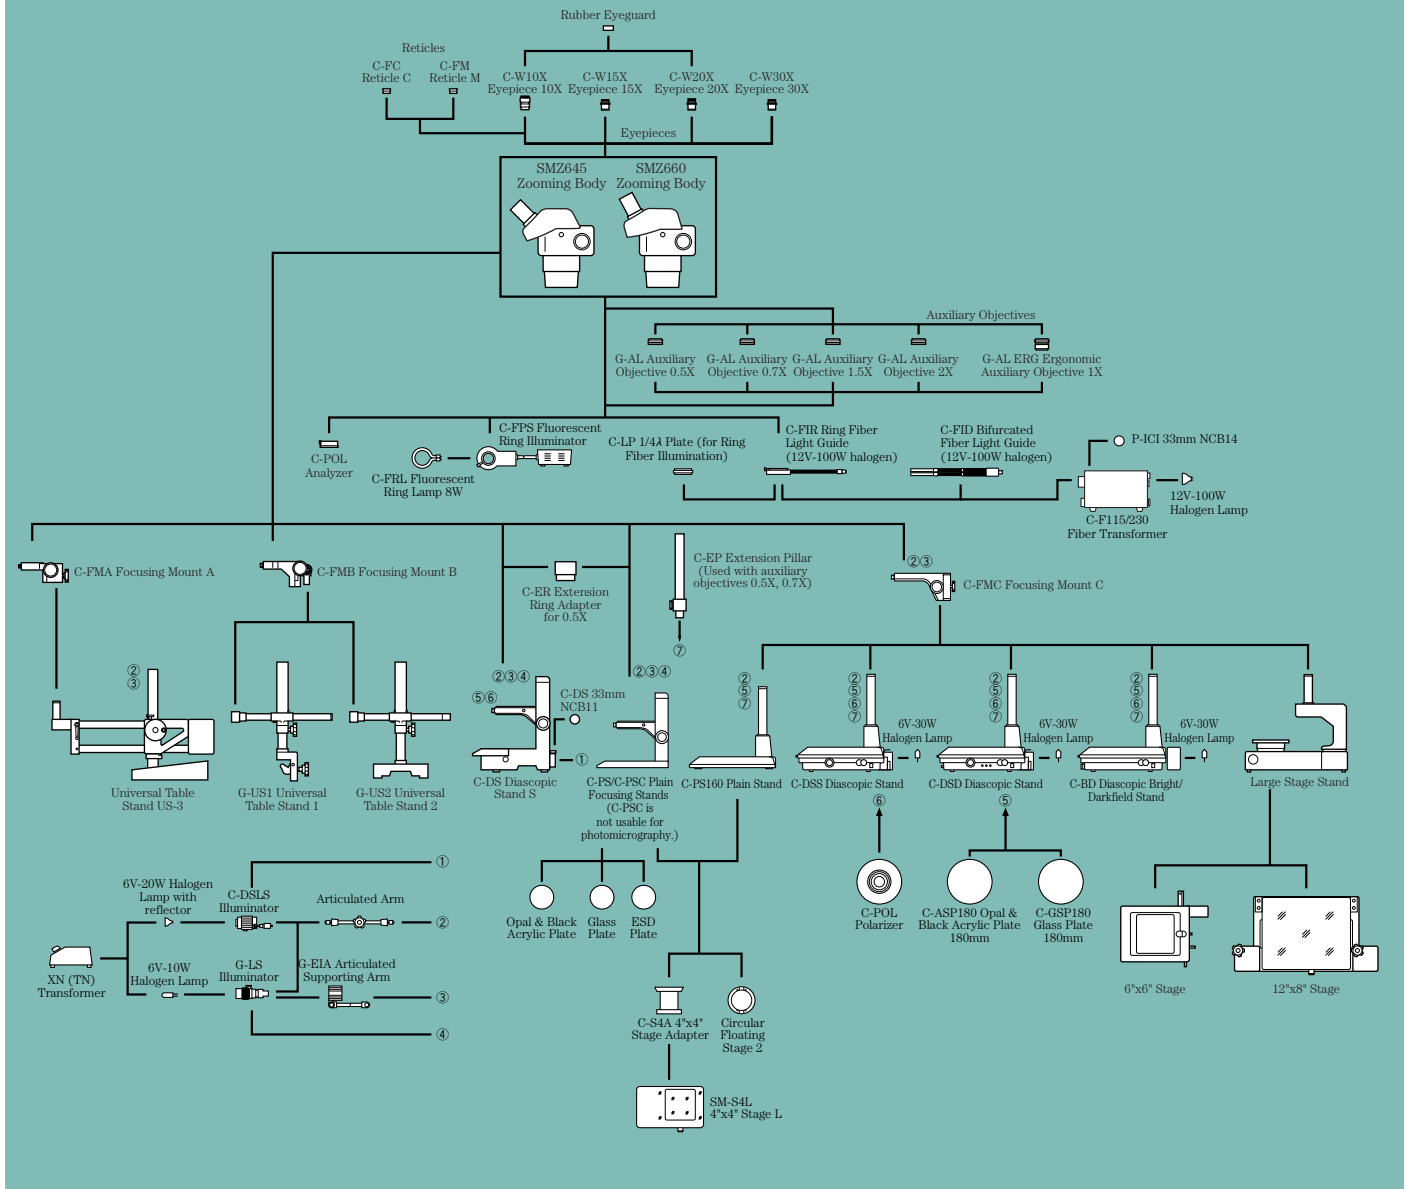 Rubber Eyeguard
Reticles
C-FC
Reticle C
C-FM
Reticle M
C-W10X
Eyepiece 10X
C-W15X
Eyepiece 15X
C-W20X
Eyepiece 20X
C-W30X
Eyepiece 30X
Eyepieces
SMZ645
Zooming Body
SMZ660
Zooming Body
Auxiliary Objectives
G-AL Auxiliary
Objective 0.5X
G-AL Auxiliary
Objective 0.7X
G-AL Auxiliary
Objective 1.5X
G-AL Auxiliary
Objective 2X
G-AL ERG Ergonomic
Auxiliary Objective 1X
C-POL
Analyzer
C-FPS Fluorescent
Ring Illuminator
C-FRL Fluorescent
Ring Lamp 8W
C-LP 1/4λ Plate (for Ring
Fiber Illumination)
C-FIR Ring Fiber
Light Guide
(12V-100W halogen)
C-FID Bifurcated
Fiber Light Guide
(12V-100W halogen)
P-ICI 33mm NCB14
12V-100W
Halogen Lamp
C-F115/230
Fiber Transformer
C-FMA Focusing Mount A
C-FMB Focusing Mount B
C-ER Extension
Ring Adapter
for 0.5X
C-EP Extension Pillar
(Used with auxiliary
objectives 0.5X, 0.7X)
⑦
②③
C-FMC Focusing Mount C
②
③
Universal Table
Stand US-3
G-US1 Universal
Table Stand 1
G-US2 Universal
Table Stand 2
②③④
⑤⑥
C-DS 33mm
NCB11
①
C-DS Diascopic
Stand S
②③④
C-PS/C-PSC Plain
Focusing Stands
(C-PSC is
not usable for
photomicrography.)
②
⑤
⑦
C-PS160 Plain Stand
②
⑤
⑥
⑦
6V-30W
Halogen Lamp
C-DSS Diascopic Stand
⑥
②
⑤
⑥
⑦
6V-30W
Halogen Lamp
C-DSD Diascopic Stand
⑤
②
⑤
⑥
⑦
6V-30W
Halogen Lamp
C-BD Diascopic Bright/
Darkfield Stand
Large Stage Stand
①
6V-20W Halogen
Lamp with
reflector
C-DSLS
Illuminator
Articulated Arm
②
XN (TN)
Transformer
6V-10W
Halogen Lamp
G-LS
Illuminator
G-EIA Articulated
Supporting Arm
③
④
Opal & Black
Acrylic Plate
Glass
Plate
ESD
Plate
C-POL
Polarizer
C-ASP180 Opal &
Black Acrylic Plate
180mm
C-GSP180
Glass Plate
180mm
6"x6" Stage
12"x8" Stage
C-S4A 4"x4"
Stage Adapter
Circular
Floating
Stage 2
SM-S4L
4"x4" Stage L